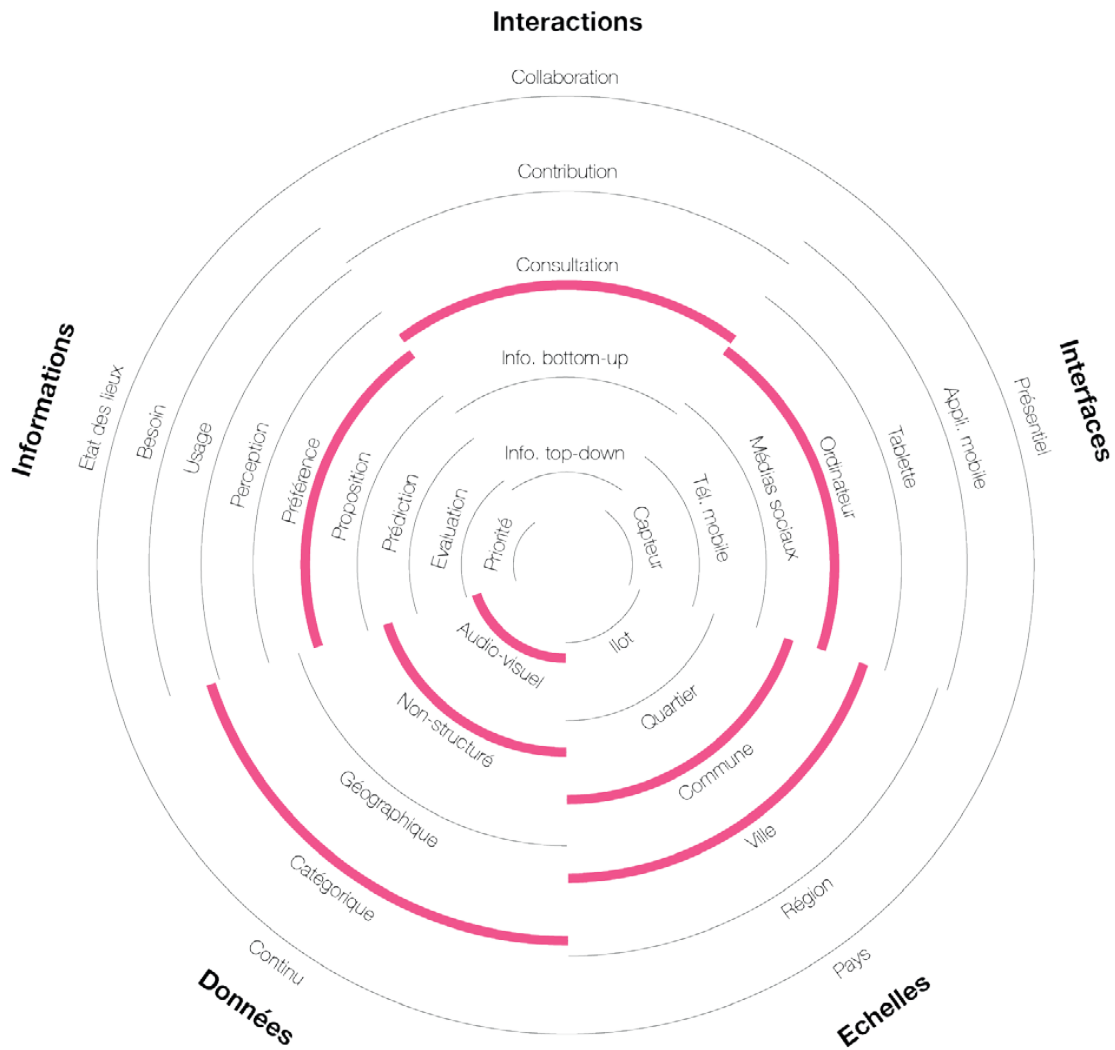 Interactions
Collaboration
Contribution
Consultation
Info. bottom-up
Info. top-down
Informations
Etat des lieux
Besoin
Usage
Perception
Préférence
Proposition
Prédiction
Evaluation
Priorité
Interfaces
Présentiel
Appli. mobile
Tablette
Ordinateur
Médias sociaux
Tél. mobile
Capteur
Audio-visuel
Non-structuré
Géographique
Catégorique
Continu
Données
Ilot
Quartier
Commune
Ville
Région
Pays
Echelles